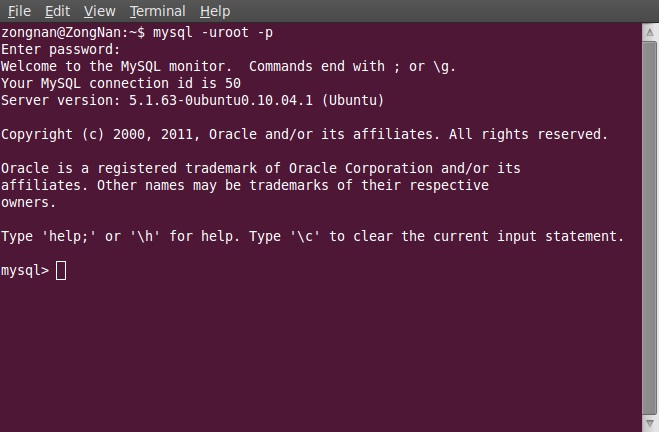 File Edit View Terminal Help
zongnan@ZongNan:~$ mysql -uroot -p
Enter password:
Welcome to the MySQL monitor.  Commands end with ; or \g.
Your MySQL connection id is 50
Server version: 5.1.63-0ubuntu0.10.04.1 (Ubuntu)
Copyright (c) 2000, 2011, Oracle and/or its affiliates. All rights reserved.
Oracle is a registered trademark of Oracle Corporation and/or its
affiliates. Other names may be trademarks of their respective
owners.
Type 'help;' or '\h' for help. Type '\c' to clear the current input statement.
mysql>